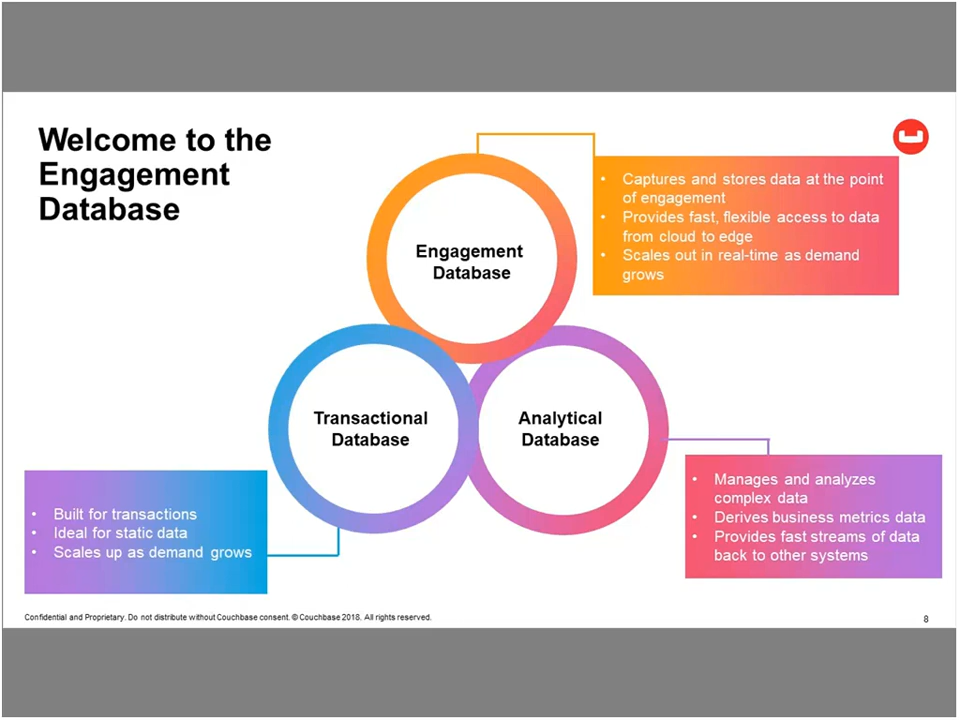 Welcome to the
Engagement
Database
Engagement
Database
• Captures and stores data at the point
of engagement
• Provides fast, flexible access to data
from cloud to edge
• Scales out in real-time as demand
grows
Transactional
Database
Analytical
Database
• Built for transactions
• Ideal for static data
• Scales up as demand grows
• Manages and analyzes
complex data
• Derives business metrics data
• Provides fast streams of data
back to other systems
Confidential and Proprietary. Do not distribute without Couchbase consent. © Couchbase 2018. All rights reserved.
8